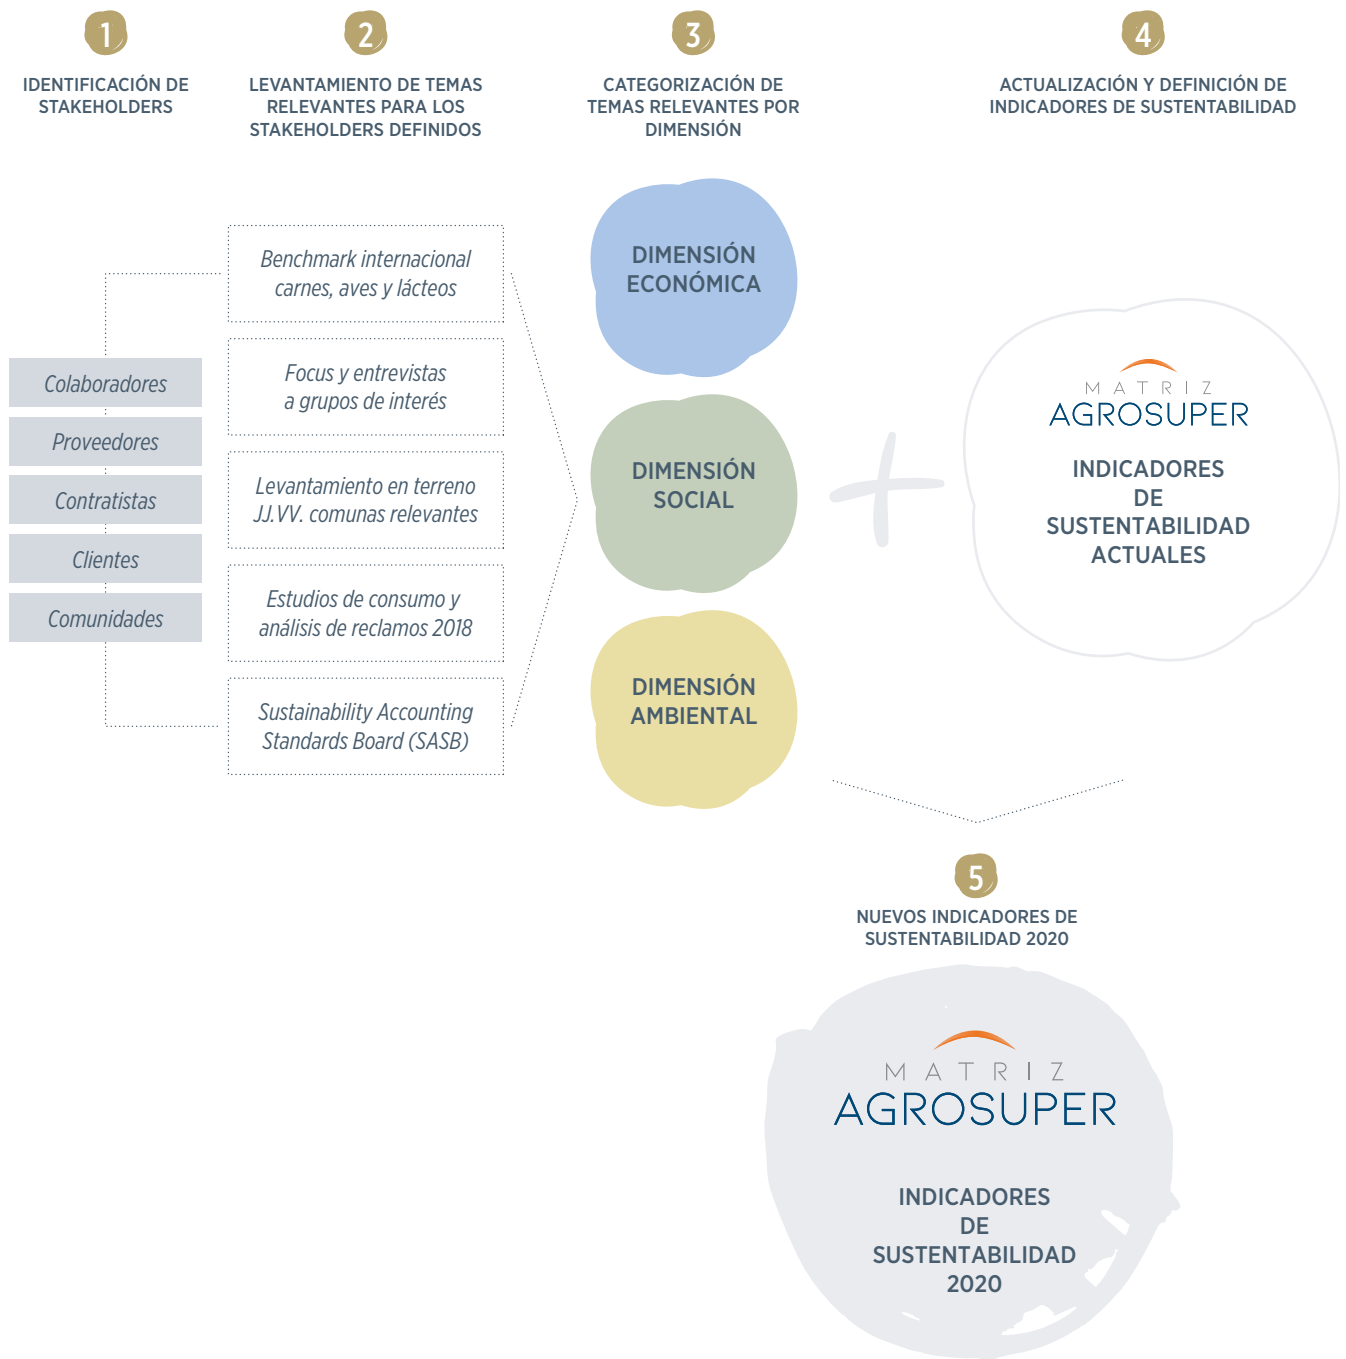 1
IDENTIFICACIÓN DE
STAKEHOLDERS
2
LEVANTAMIENTO DE TEMAS
RELEVANTES PARA LOS
STAKEHOLDERS DEFINIDOS
3
CATEGORIZACIÓN DE
TEMAS RELEVANTES POR
DIMENSIÓN
4
ACTUALIZACIÓN Y DEFINICIÓN DE
INDICADORES DE SUSTENTABILIDAD
Colaboradores
Proveedores
Contratistas
Clientes
Comunidades
Benchmark internacional
carnes, aves y lácteos
Focus y entrevistas
a grupos de interés
Levantamiento en terreno
JJ.VV. comunas relevantes
Estudios de consumo y
análisis de reclamos 2018
Sustainability Accounting
Standards Board (SASB)
DIMENSIÓN
ECONÓMICA
DIMENSIÓN
SOCIAL
DIMENSIÓN
AMBIENTAL
MATRIZ
AGROSUPER
INDICADORES
DE
SUSTENTABILIDAD
ACTUALES
5
NUEVOS INDICADORES DE
SUSTENTABILIDAD 2020
MATRIZ
AGROSUPER
INDICADORES
DE
SUSTENTABILIDAD
2020